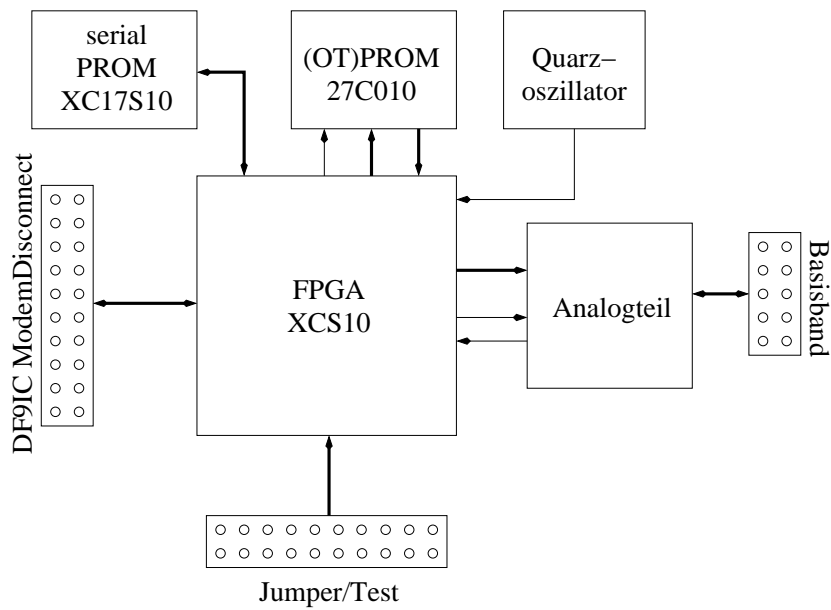 serial
PROM
XC17S10
(OT)PROM
27C010
Quarz–
oszillator
DF9IC ModemDisconnect
FPGA
XCS10
Analogteil
Basisband
Jumper/Test